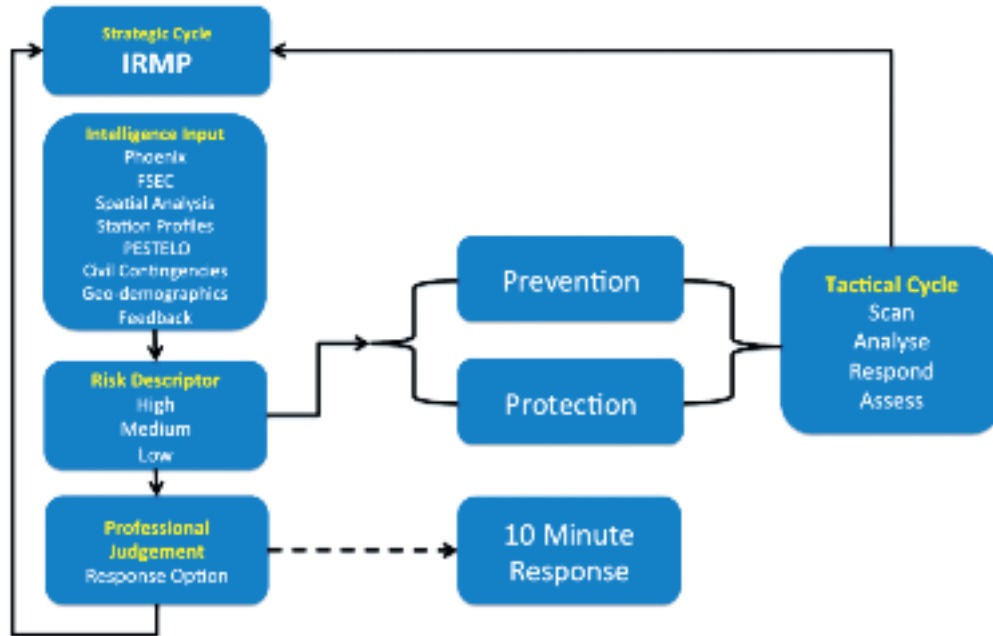 Strategic Cycle
IRMP
Intelligence Input
Phoenix
FSEC
Spatial Analysis
Station Profiles
PESTELO
Civil Contingencies
Geo-demographics
Feedback
Risk Descriptor
High
Medium
Low
Professional
Judgement
Response Option
Prevention
Protection
10 Minute
Response
Tactical Cycle
Scan
Analyse
Respond
Assess